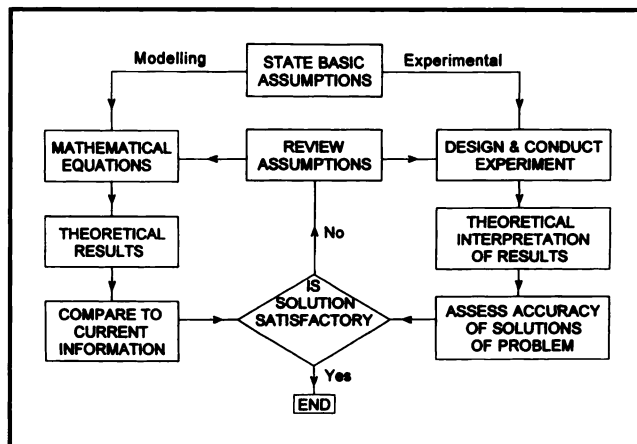 Modelling
STATE BASIC
ASSUMPTIONS
Experimental
MATHEMATICAL
EQUATIONS
REVIEW
ASSUMPTIONS
DESIGN & CONDUCT
EXPERIMENT
THEORETICAL
RESULTS
No
THEORETICAL
INTERPRETATION
OF RESULTS
COMPARE TO
CURRENT
INFORMATION
IS
SOLUTION
SATISFACTORY
ASSESS ACCURACY
OF SOLUTIONS
OF PROBLEM
Yes
END